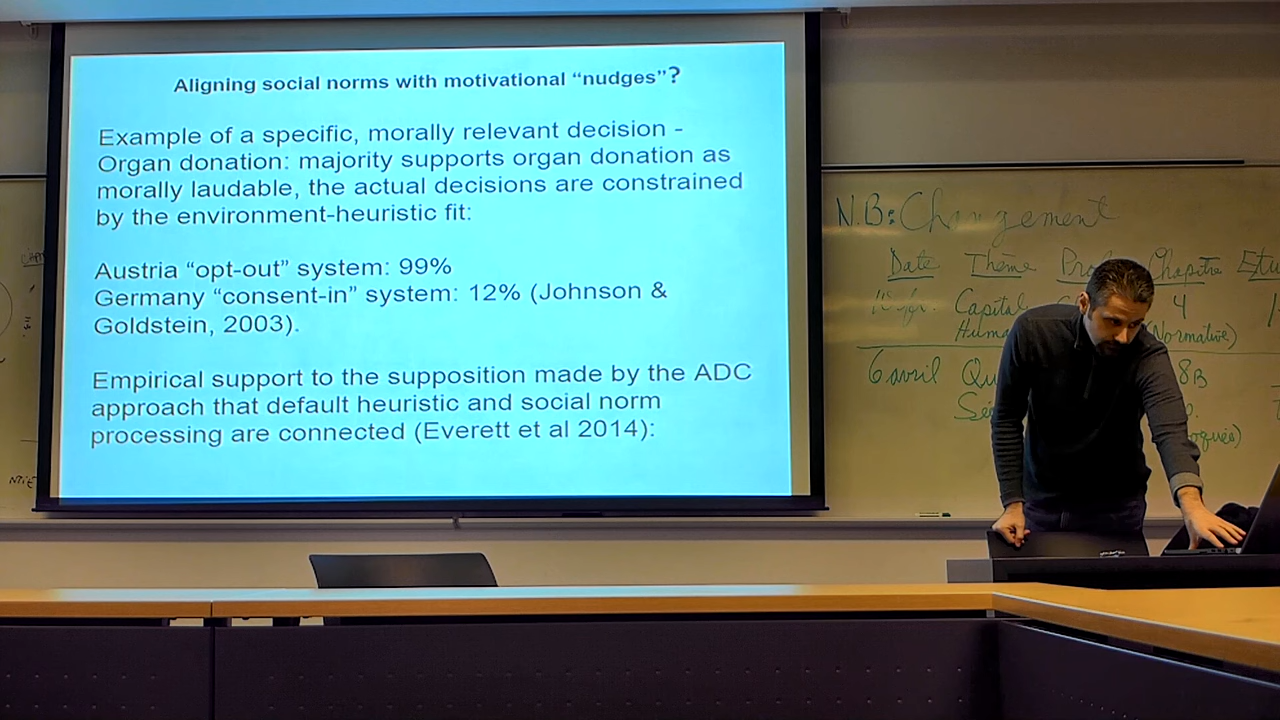 Aligning social norms with motivational “nudges”?
Example of a specific, morally relevant decision -
Organ donation: majority supports organ donation as
morally laudable, the actual decisions are constrained
by the environment-heuristic fit:
Austria “opt-out” system: 99%
Germany “consent-in” system: 12% (Johnson &
Goldstein, 2003).
Empirical support to the supposition made by the ADC
approach that default heuristic and social norm
processing are connected (Everett et al 2014):
N.B:
Date Thème Chapitre
Capital 4
(Normative)
6 avril 8B